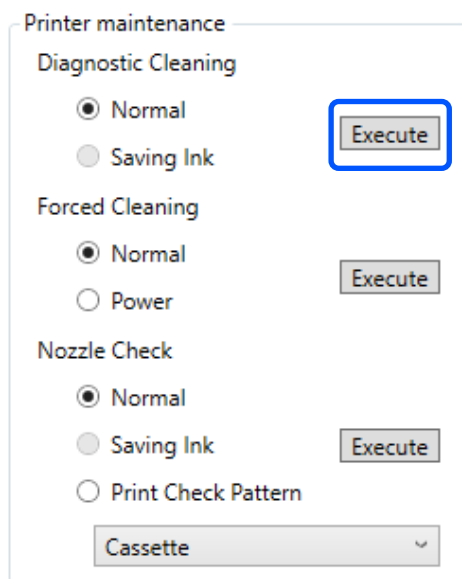 Printer maintenance
Diagnostic Cleaning
Normal
Execute
Saving Ink
Forced Cleaning
Normal
Execute
Power
Nozzle Check
Normal
Saving Ink
Execute
Print Check Pattern
Cassette